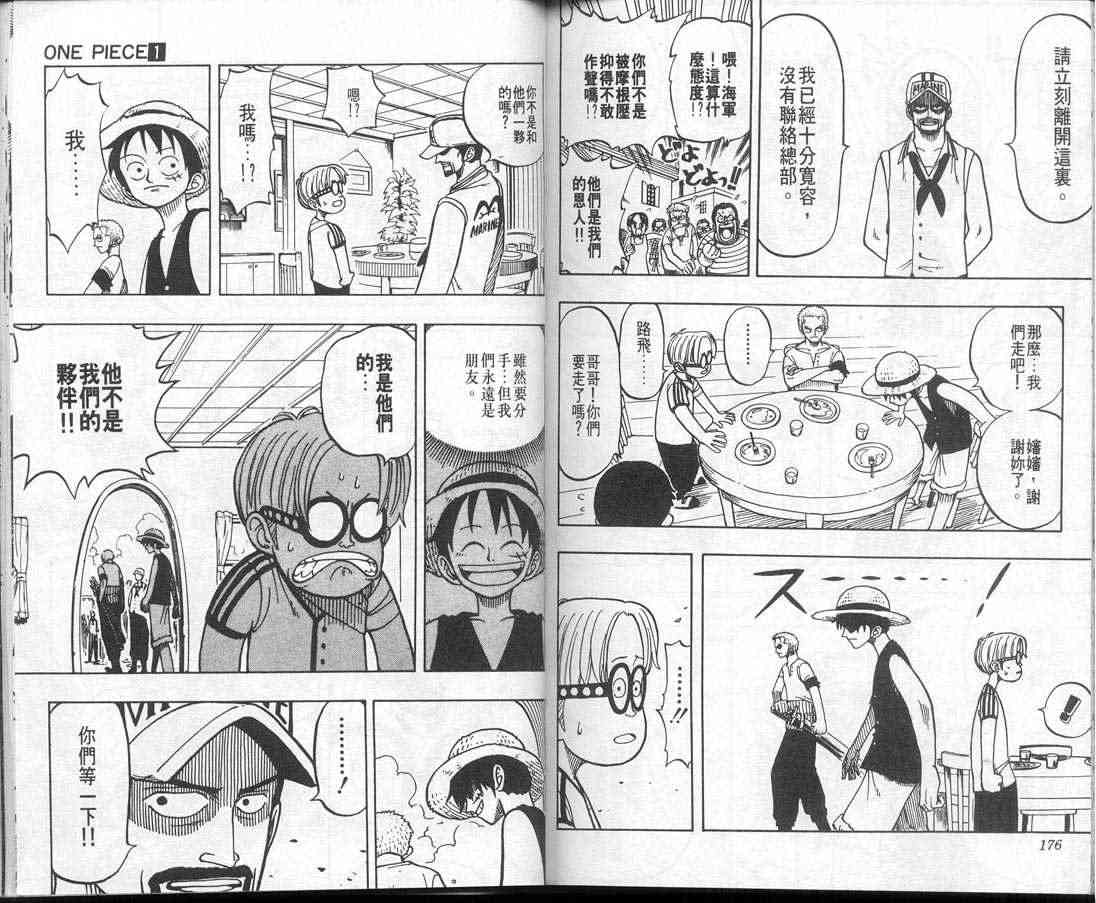 請立刻離開這裏。
MARINE
我已經十分寬容，
沒有聯絡總部。
喂！海軍
！這算什
麼態度!?
你們不是
被摩根壓
抑得不敢
作聲嗎!?
どよ
どよっ!!
他們是我們
的恩人!!
那麼…我
們走吧！
嬸嬸，謝
謝妳了。
………
路飛…
哥哥！你們
要走了嗎？
ス
！
！
………!!
176
ONE PIECE 1
你不是和
他們一夥
的嗎？
嗯!?
我嗎…!?
MARINE
我……
雖然要分
手…但我
們永遠是
朋友。
我是他們
的…
他不是
我們的
夥伴!!
………！
你們等一下!!